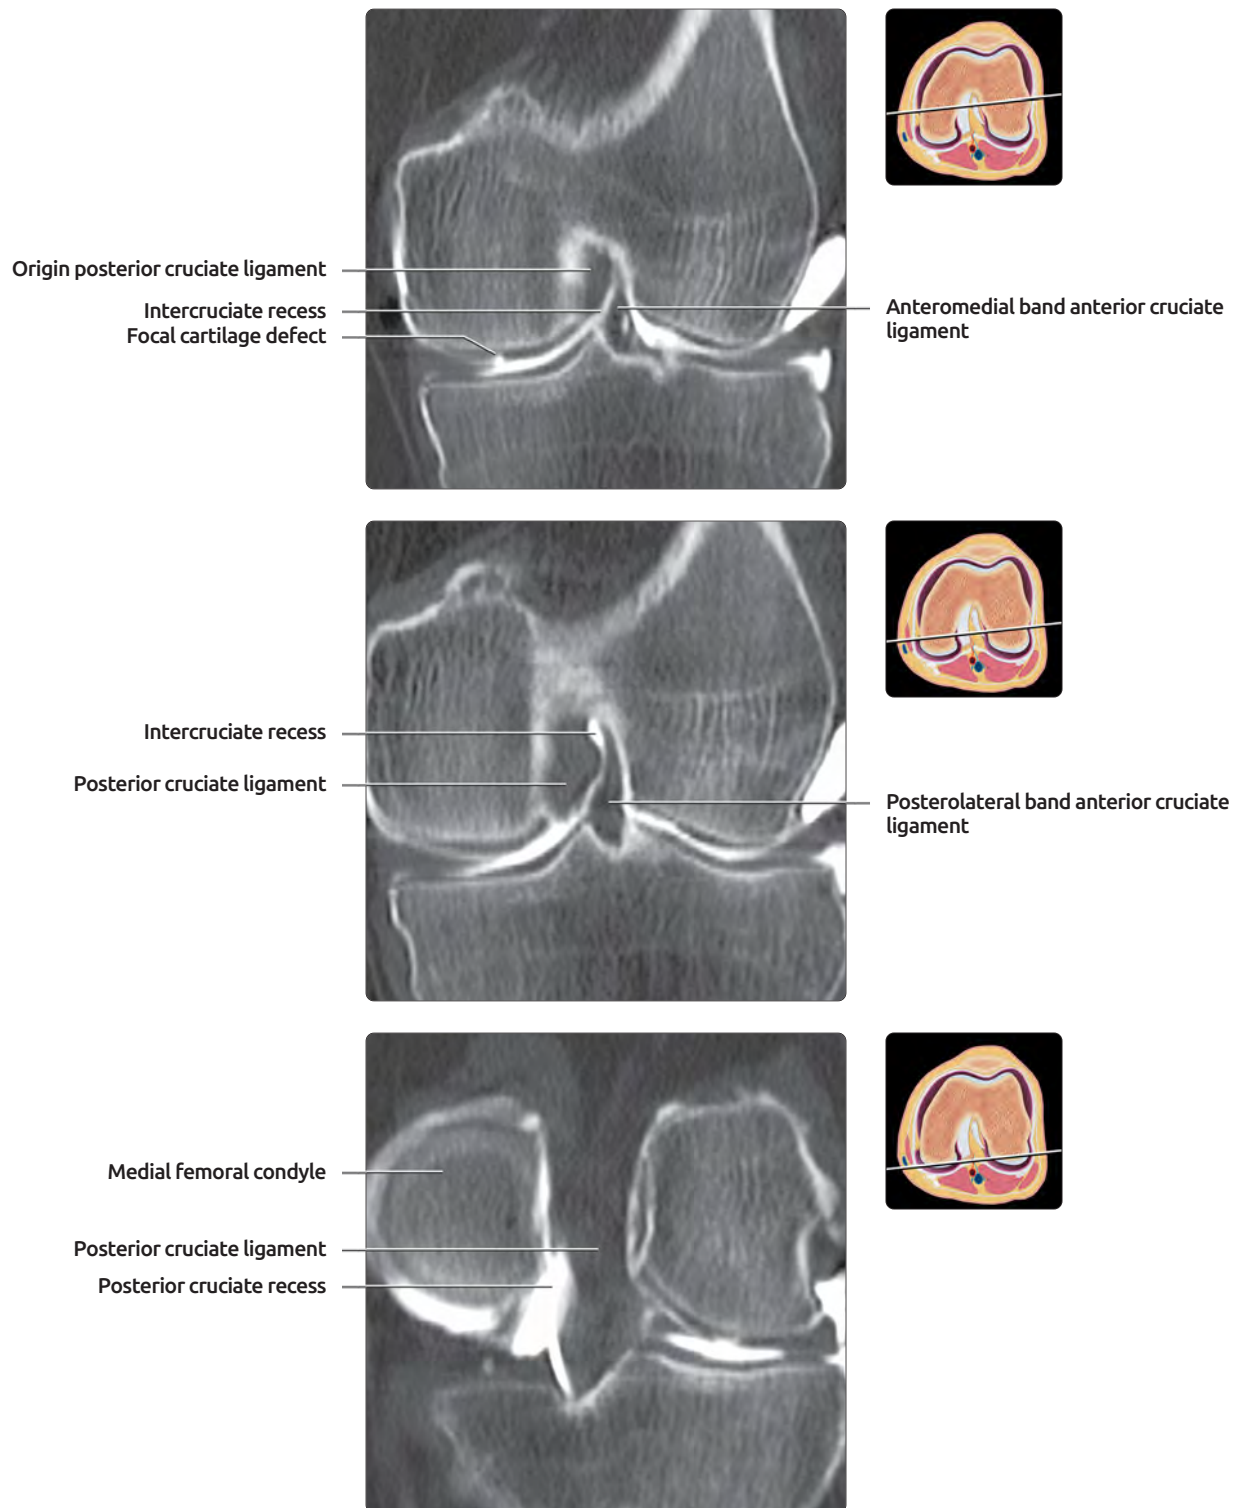 Origin posterior cruciate ligament
Intercruciate recess
Focal cartilage defect
Anteromedial band anterior cruciate
ligament
Intercruciate recess
Posterior cruciate ligament
Posterolateral band anterior cruciate
ligament
Medial femoral condyle
Posterior cruciate ligament
Posterior cruciate recess